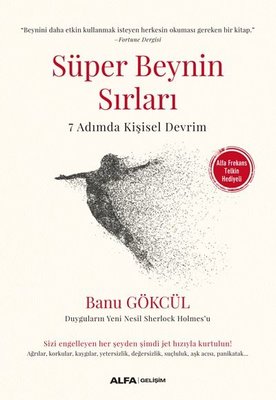 "Beynini daha etkin kullanmak isteyen herkesin okuması gereken bir kitap."
—Fortune Dergisi
Süper Beynin
Sırları
7 Adımda Kişisel Devrim
Alfa Frekans
Telkin
Hediyeli
Banu GÖKCÜL
Duyguların Yeni Nesil Sherlock Holmes'u
Sizi engelleyen her şeyden şimdi jet hızıyla kurtulun!
Ağrılar, korkular, kaygılar, yetersizlik, değersizlik, suçluluk, aşk acısı, panikatak...
ALFA GELİŞİM